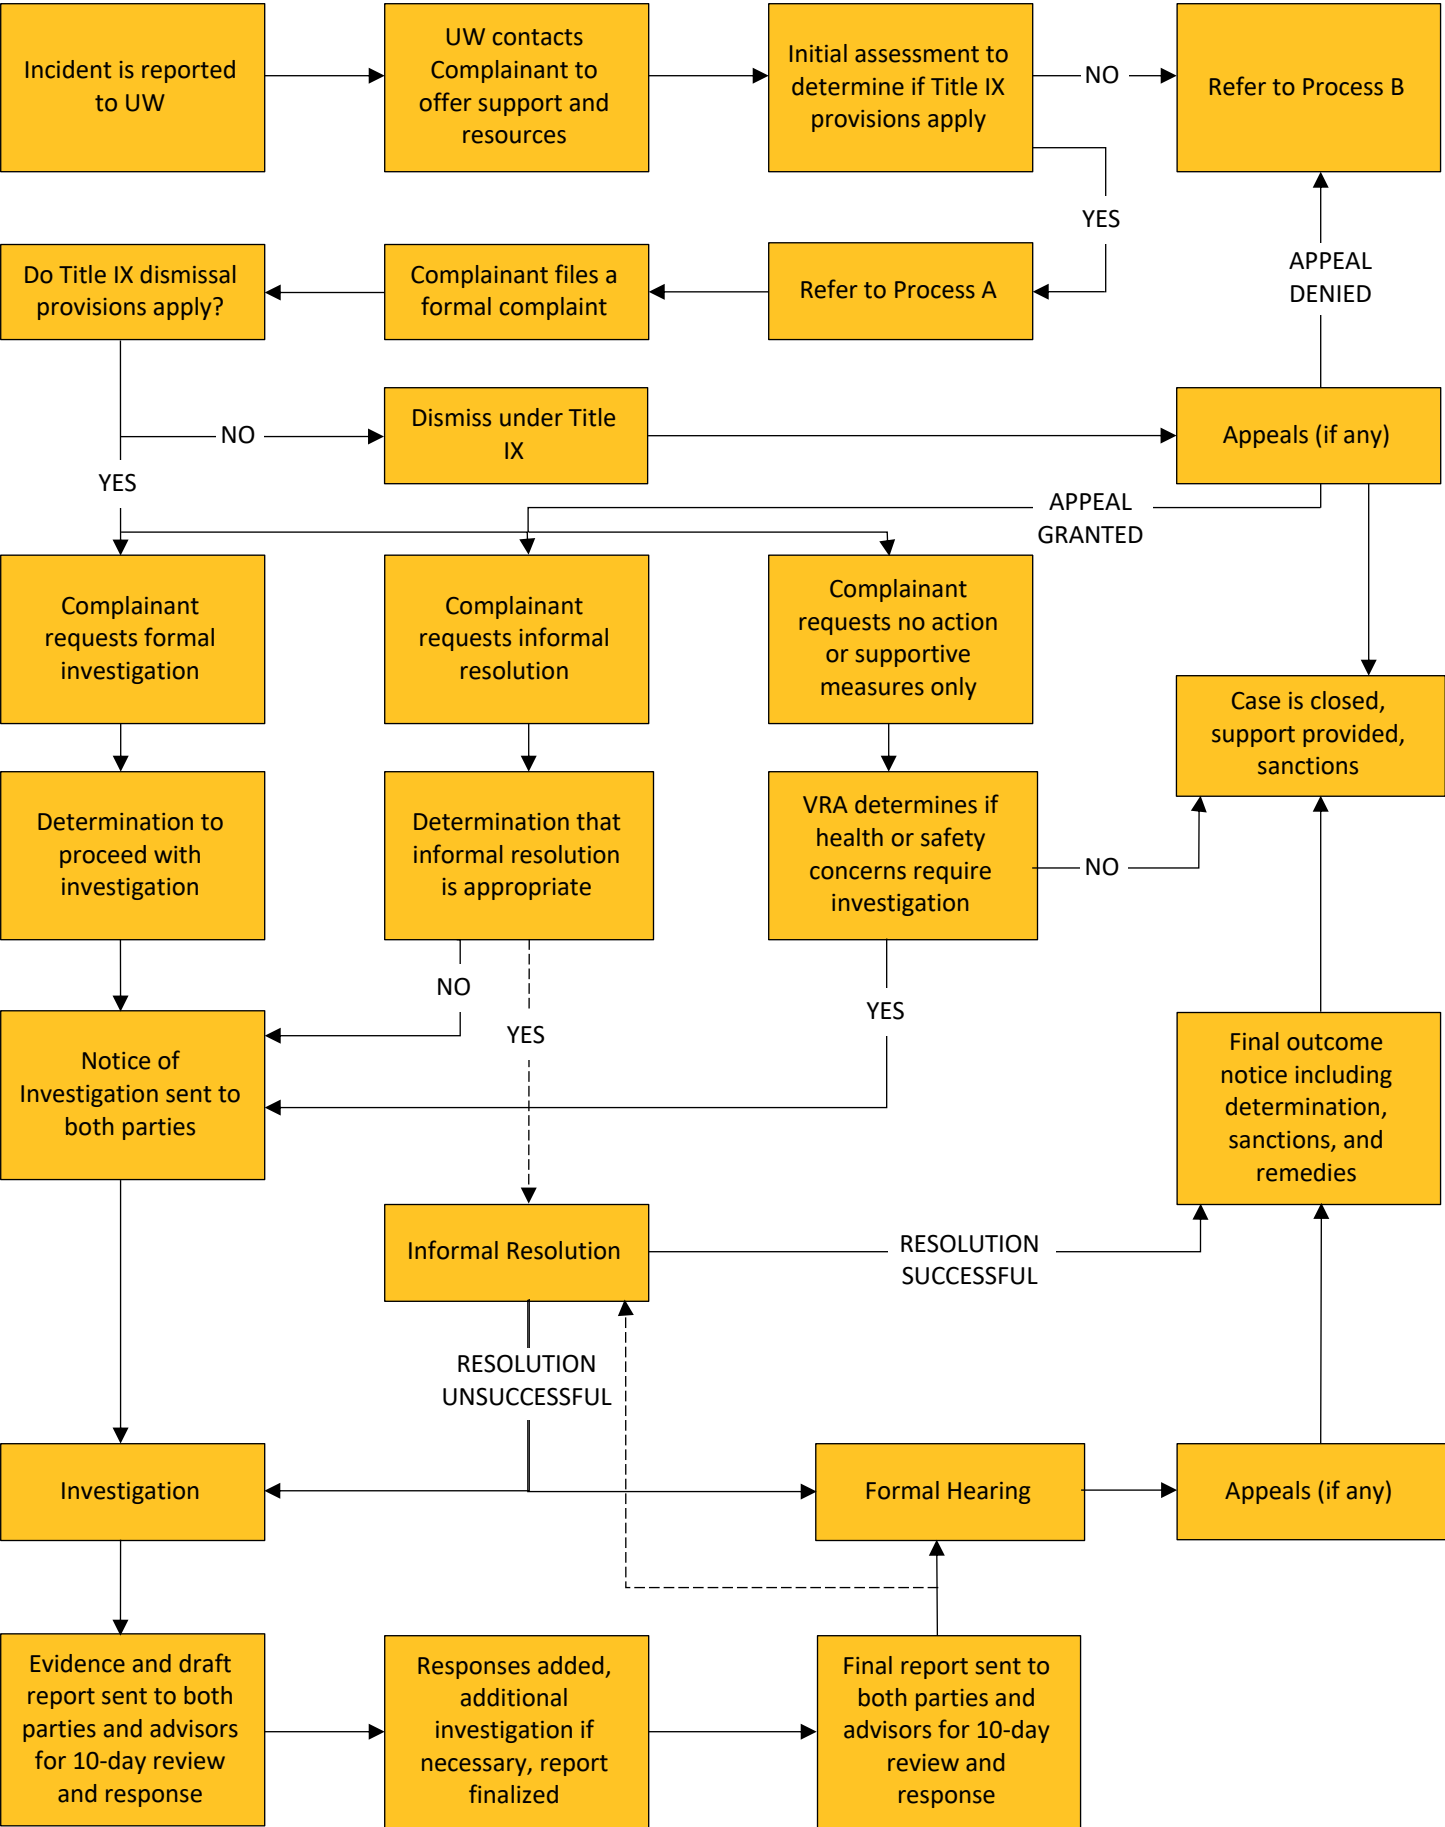 Incident is reported
to UW
UW contacts
Complainant to
offer support and
resources
Initial assessment to
determine if Title IX
provisions apply
NO
Refer to Process B
YES
APPEAL
DENIED
Do Title IX dismissal
provisions apply?
Complainant files a
formal complaint
Refer to Process A
NO
Dismiss under Title
IX
Appeals (if any)
YES
APPEAL
GRANTED
Complainant
requests formal
investigation
Complainant
requests informal
resolution
Complainant
requests no action
or supportive
measures only
Case is closed,
support provided,
sanctions
Determination to
proceed with
investigation
Determination that
informal resolution
is appropriate
VRA determines if
health or safety
concerns require
investigation
NO
NO
YES
YES
Notice of
Investigation sent to
both parties
Final outcome
notice including
determination,
sanctions, and
remedies
Informal Resolution
RESOLUTION
SUCCESSFUL
RESOLUTION
UNSUCCESSFUL
Investigation
Formal Hearing
Appeals (if any)
Evidence and draft
report sent to both
parties and advisors
for 10-day review
and response
Responses added,
additional
investigation if
necessary, report
finalized
Final report sent to
both parties and
advisors for 10-day
review and
response